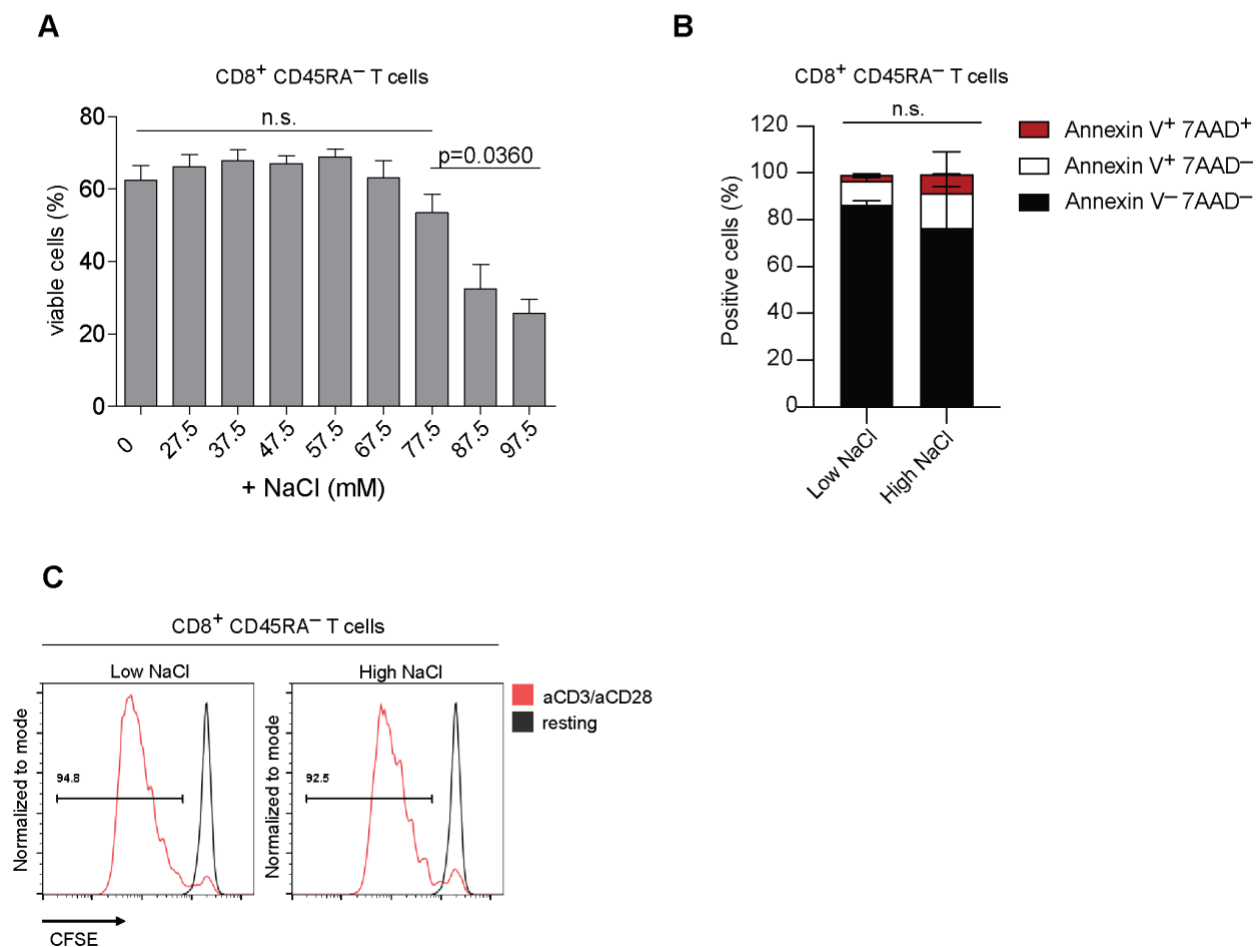 A
CD8+ CD45RA− T cells
80
60
40
20
0
viable cells (%)
n.s.
p=0.0360
0
27.5
37.5
47.5
57.5
67.5
77.5
87.5
97.5
+ NaCl (mM)
B
CD8+ CD45RA− T cells
n.s.
120
100
80
60
40
20
0
Positive cells (%)
Low NaCl
High NaCl
Annexin V+ 7AAD+
Annexin V+ 7AAD−
Annexin V− 7AAD−
C
CD8+ CD45RA− T cells
Low NaCl
Normalized to mode
94.8
CFSE
High NaCl
Normalized to mode
92.5
aCD3/aCD28
resting